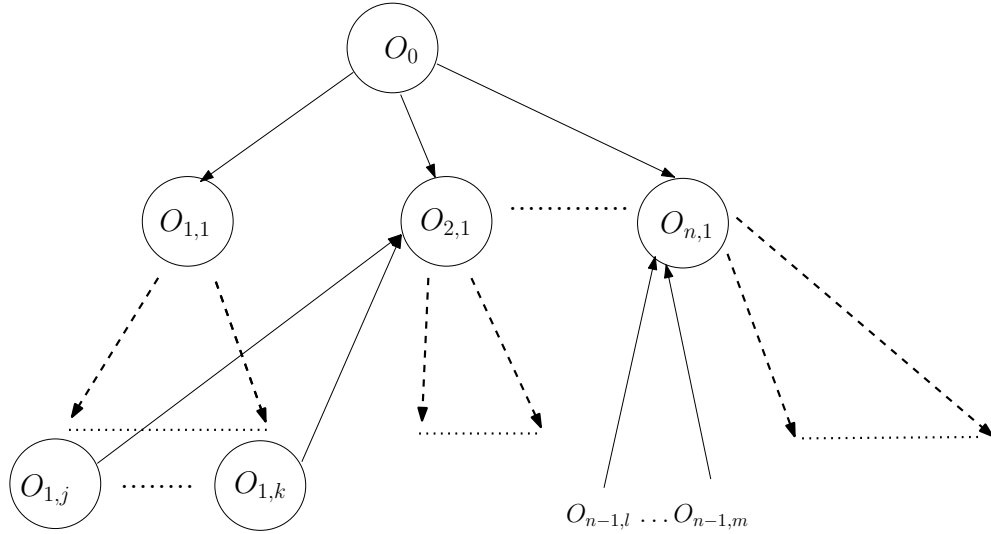 O_0
O_{1,1}
O_{2,1}
O_{n,1}
O_{1,j}
O_{1,k}
O_{n-1,l} ... O_{n-1,m}